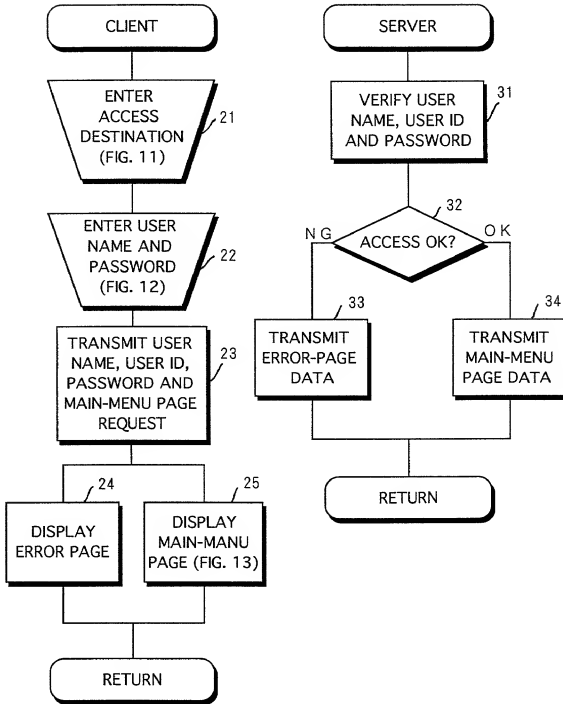 CLIENT
ENTER
ACCESS
DESTINATION
(FIG. 11)
21
ENTER USER
NAME AND
PASSWORD
(FIG. 12)
22
TRANSMIT USER
NAME, USER ID,
PASSWORD AND
MAIN-MENU PAGE
REQUEST
23
24
DISPLAY
ERROR PAGE
25
DISPLAY
MAIN-MANU
PAGE (FIG. 13)
RETURN
SERVER
31
VERIFY USER
NAME, USER ID
AND PASSWORD
32
NG
ACCESS OK?
OK
33
TRANSMIT
ERROR-PAGE
DATA
34
TRANSMIT
MAIN-MENU
PAGE DATA
RETURN